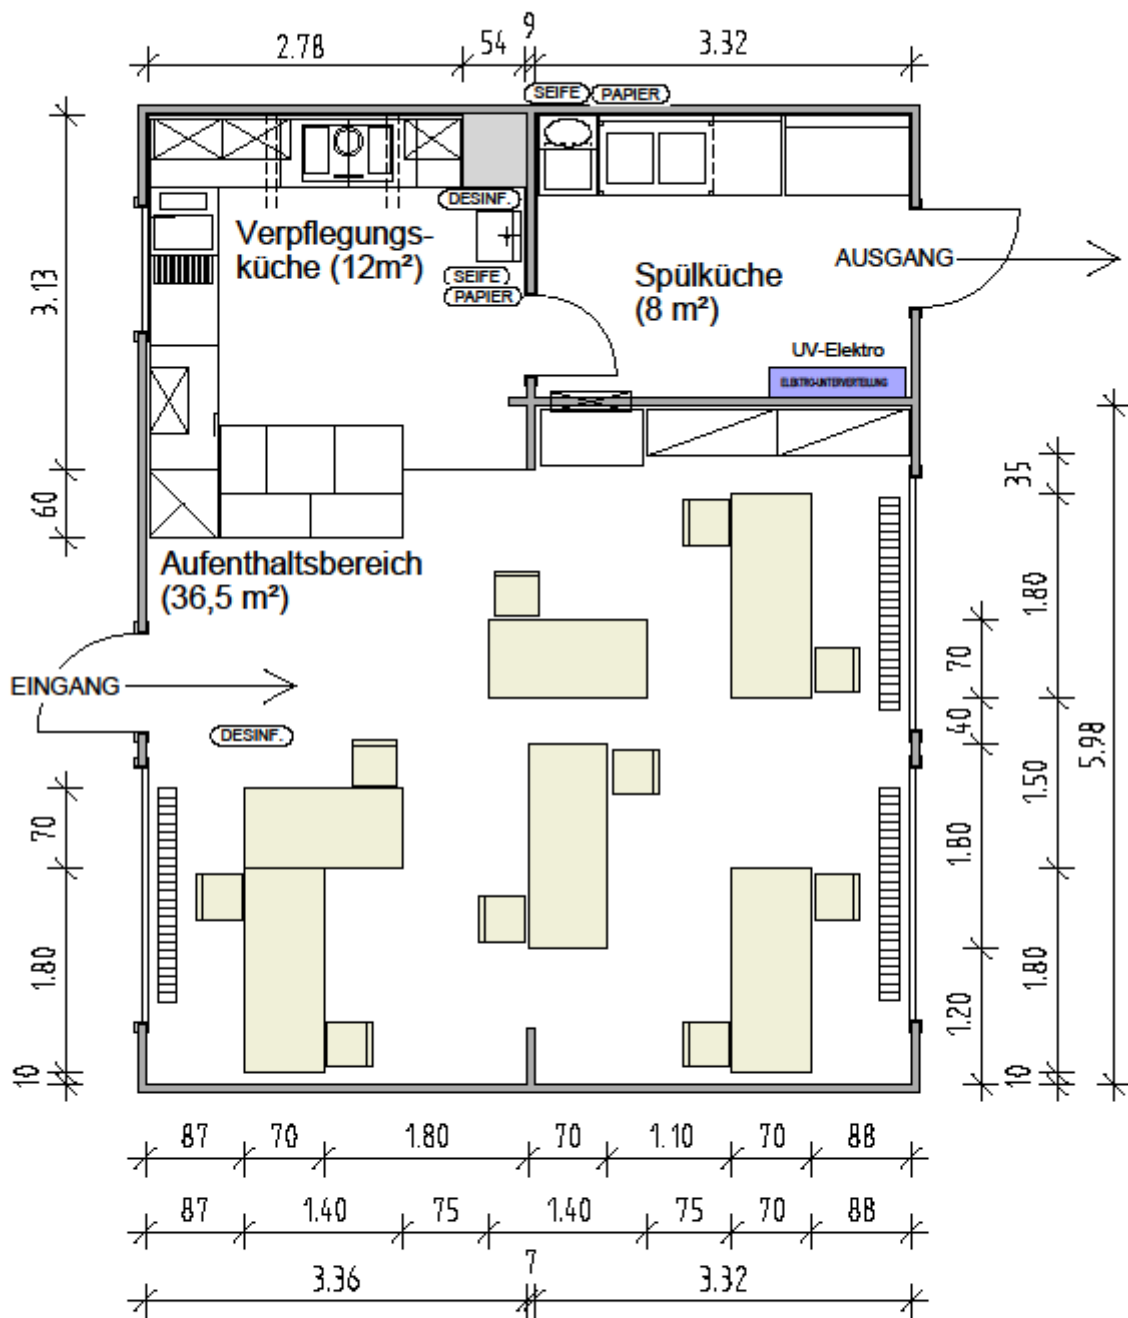 9
2.78
54
3.32
SEIFE
PAPIER
DESINF.
Verpflegungs-
küche (12m²)
SEIFE
PAPIER
Spülküche
(8 m²)
AUSGANG
3.13
UV-Elektro
ELEKTRO-UNTERVERTEILUNG
60
Aufenthaltsbereich
(36,5 m²)
EINGANG
DESINF.
70
1.80
10
35
1.80
70
40
1.50
5.98
1.80
1.80
1.20
10
87
70
1.80
70
1.10
70
88
87
1.40
75
1.40
75
70
88
7
3.36
3.32